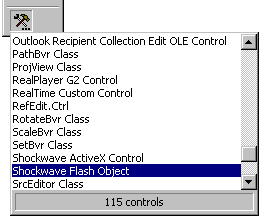 Outlook Recipient Collection Edit OLE Control
PathBvr Class
ProjView Class
RealPlayer G2 Control
RealTime Custom Control
RefEdit.Ctrl
RotateBvr Class
ScaleBvr Class
SetBvr Class
Shockwave ActiveX Control
Shockwave Flash Object
SrcEditor Class
115 controls